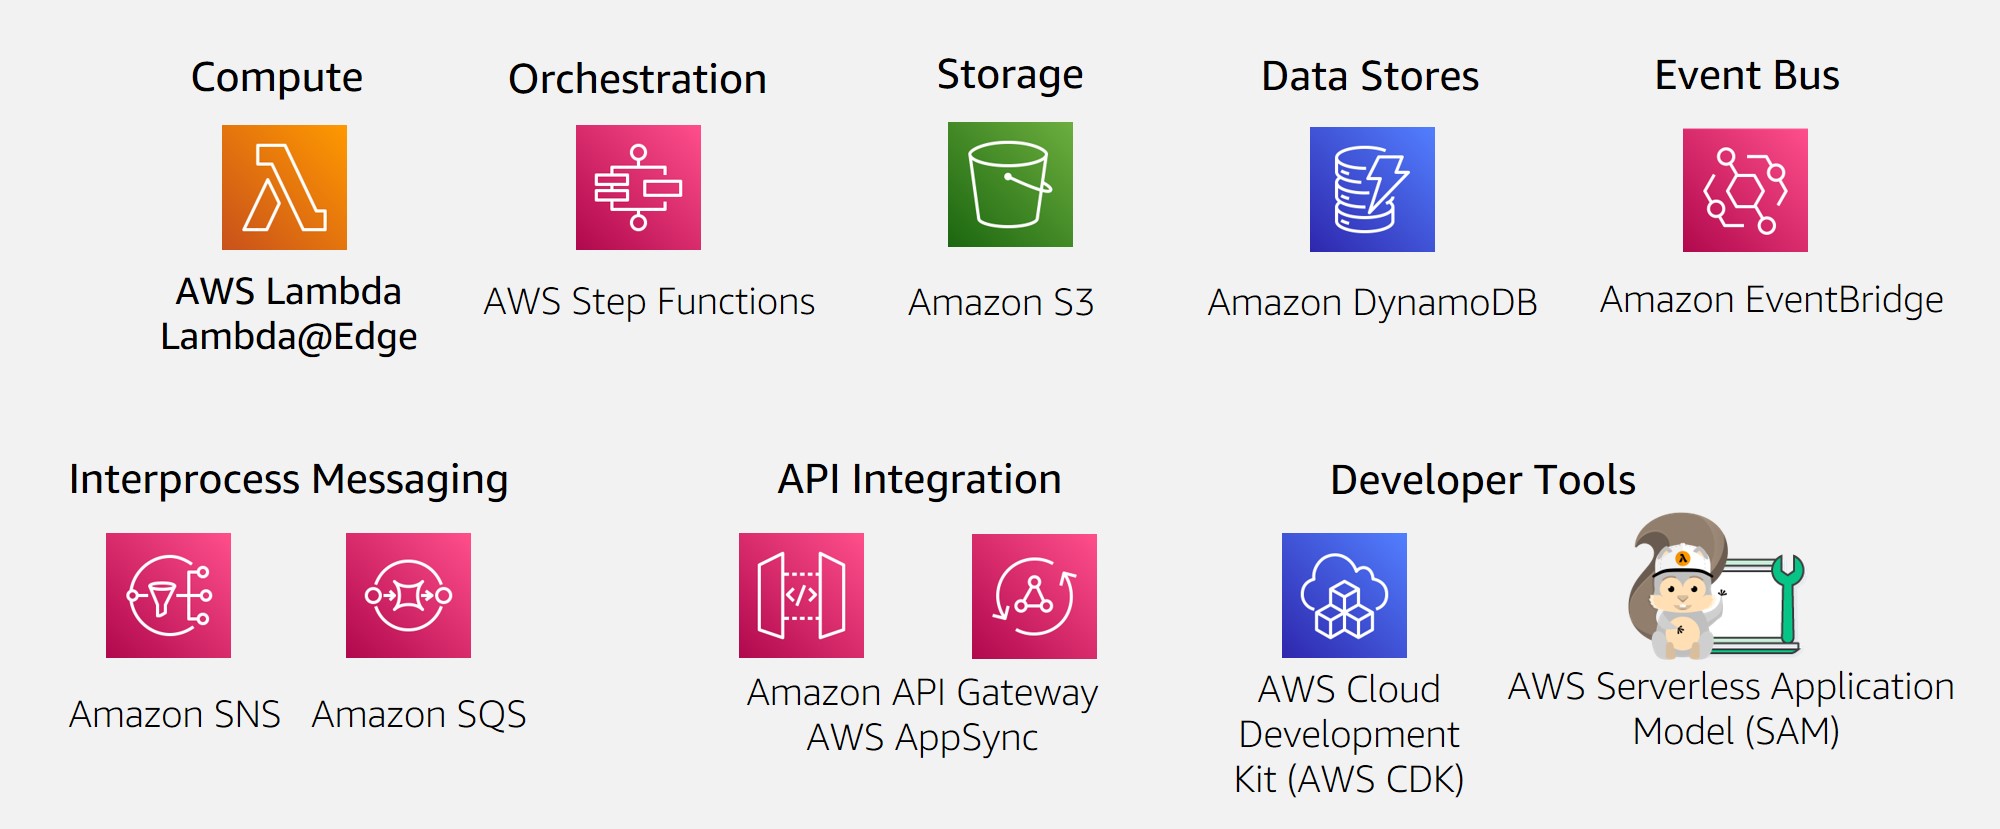 Compute
Orchestration
Storage
Data Stores
Event Bus
AWS Lambda
Lambda@Edge
AWS Step Functions
Amazon S3
Amazon DynamoDB
Amazon EventBridge
Interprocess Messaging
API Integration
Developer Tools
</>
λ
Amazon SNS
Amazon SQS
Amazon API Gateway
AWS AppSync
AWS Cloud
Development
Kit (AWS CDK)
AWS Serverless Application
Model (SAM)